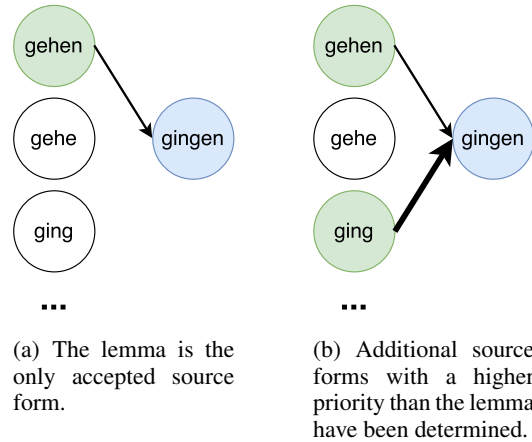 gehen
gehe
gingen
ging
...
(a) The lemma is the
only accepted source
form.
gehen
gehe
gingen
ging
...
(b) Additional source
forms with a higher
priority than the lemma
have been determined.